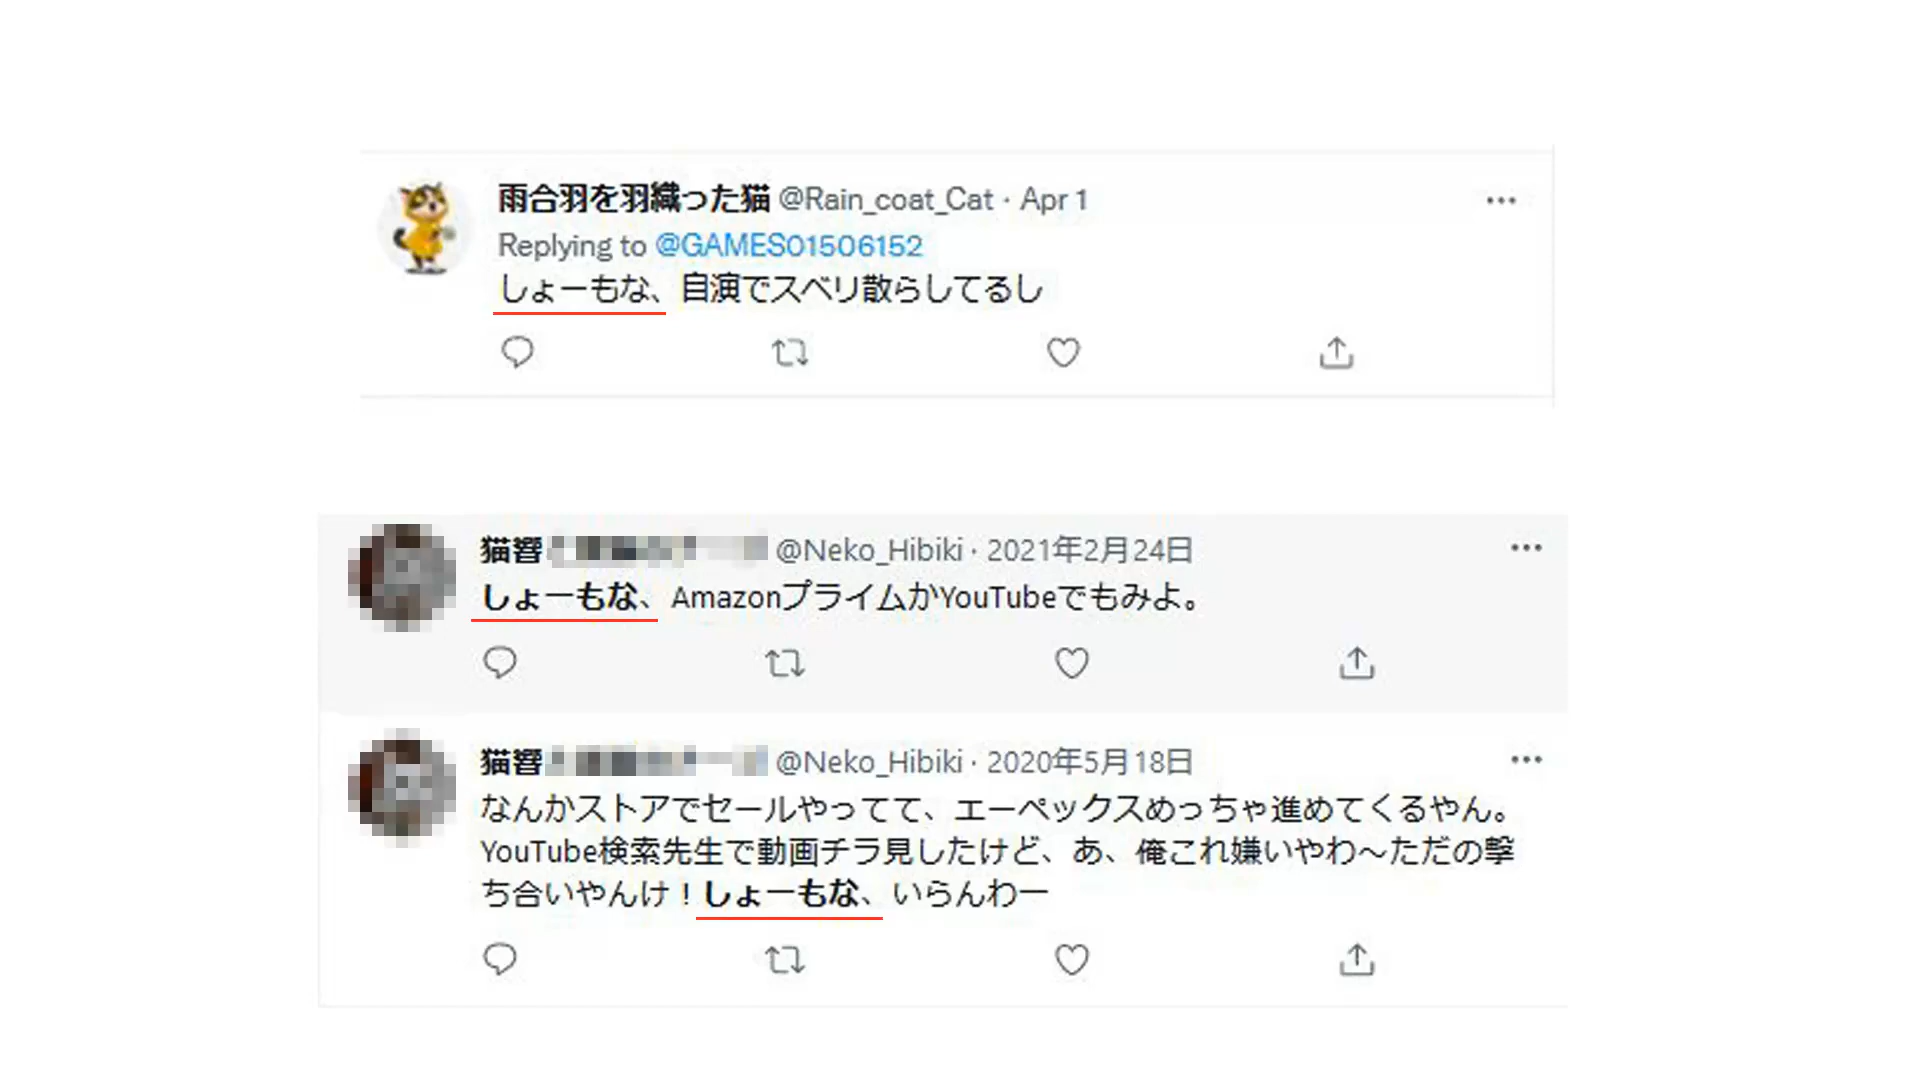 雨合羽を羽織った猫 @Rain_coat_Cat · Apr 1
Replying to @GAMES01506152
しょーもな、自演でスベリ散らしてるし
猫響 @Neko_Hibiki · 2021年2月24日
しょーもな、AmazonプライムかYouTubeでもみよ。
猫響 @Neko_Hibiki · 2020年5月18日
なんかストアでセールやってて、エーペックスめっちゃ進めてくるやん。
YouTube検索先生で動画チラ見したけど、あ、俺これ嫌いやわ〜ただの撃
ち合いやんけ！しょーもな、いらんわー